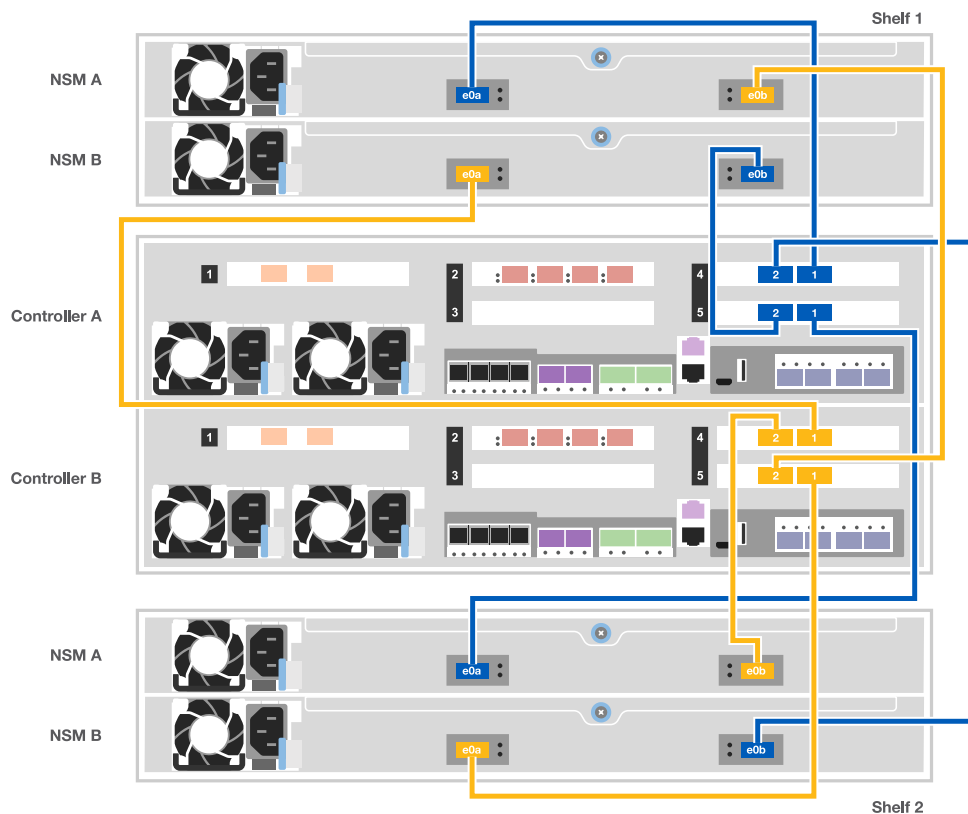 Shelf 1
NSM A
e0a
e0b
NSM B
e0a
e0b
Controller A
1
2
4
2 1
3
5
2 1
Controller B
1
2
4
2 1
3
5
2 1
NSM A
e0a
e0b
NSM B
e0a
e0b
Shelf 2